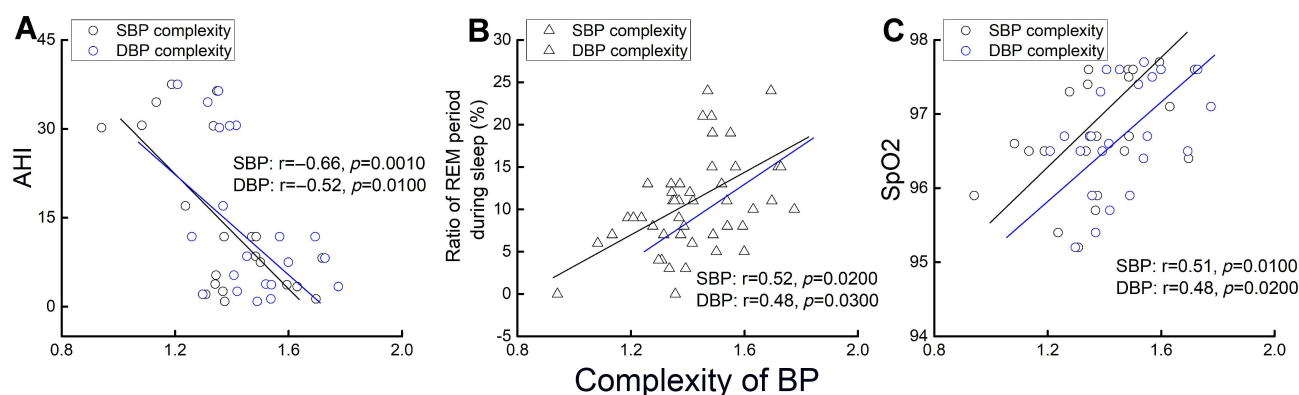 A
SBP complexity
DBP complexity
45
30
15
0
AHI
SBP: r=−0.66, p=0.0010
DBP: r=−0.52, p=0.0100
0.8
1.2
1.6
2.0
B
SBP complexity
DBP complexity
30
25
20
15
10
5
0
-5
Ratio of REM period
during sleep (%)
SBP: r=0.52, p=0.0200
DBP: r=0.48, p=0.0300
0.8
1.2
1.6
2.0
C
SBP complexity
DBP complexity
98
97
96
95
94
SpO2
SBP: r=0.51, p=0.0100
DBP: r=0.48, p=0.0200
0.8
1.2
1.6
2.0
Complexity of BP